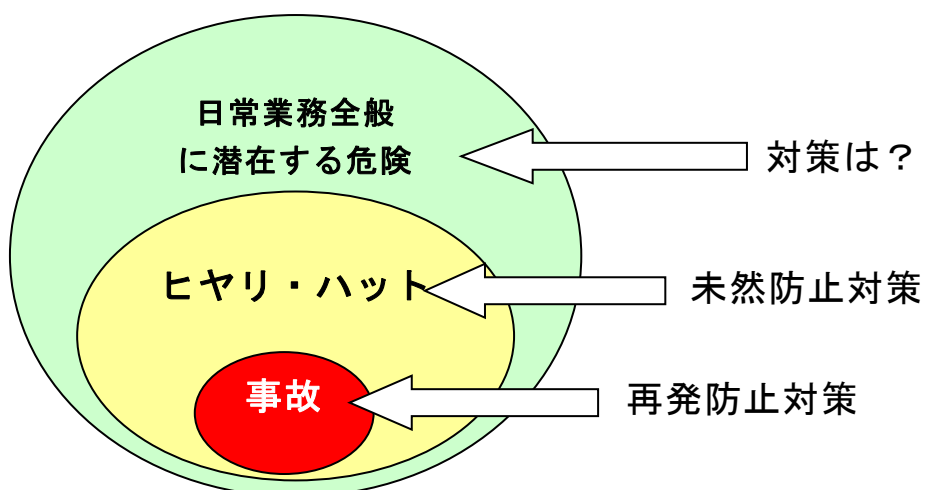 日常業務全般
に潜在する危険
対策は？
ヒヤリ・ハット
未然防止対策
事故
再発防止対策